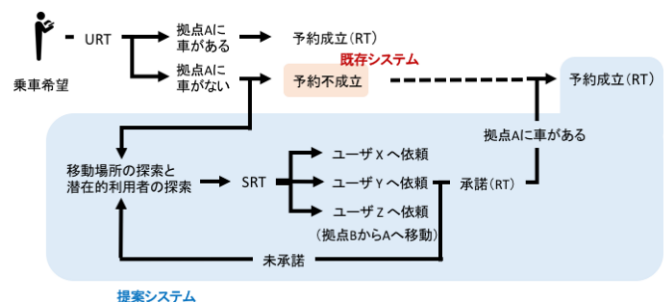 URT
拠点Aに
車がある
予約成立(RT)
既存システム
乗車希望
拠点Aに
車がない
予約不成立
予約成立(RT)
拠点Aに車がある
移動場所の探索と
潜在的利用者の探索
SRT
ユーザXへ依頼
ユーザYへ依頼
承諾(RT)
ユーザZへ依頼
(拠点BからAへ移動)
未承諾
提案システム